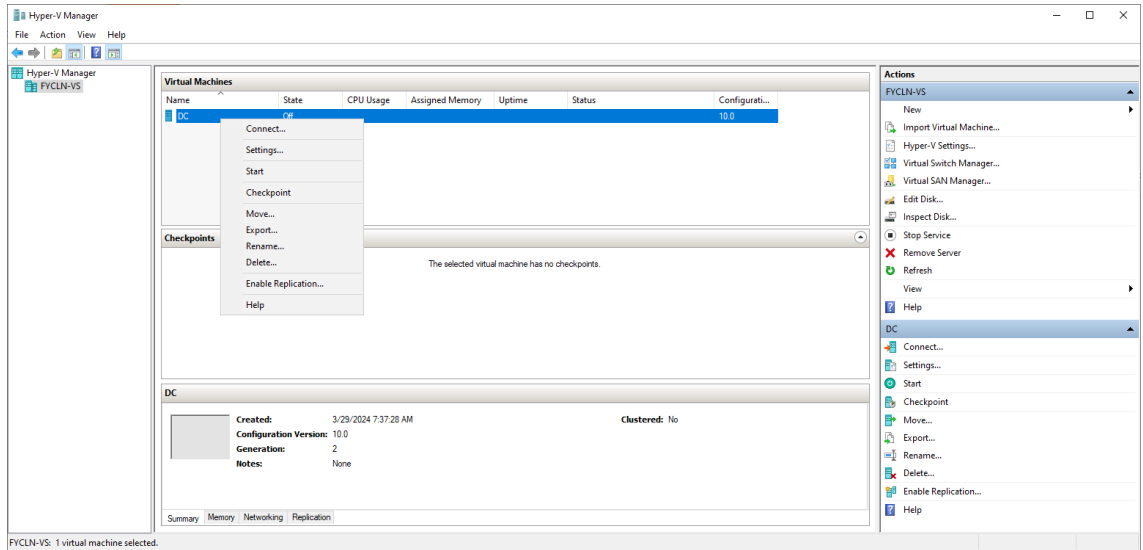 Hyper-V Manager
File Action View Help
Hyper-V Manager
FYCLN-VS
Virtual Machines
Name State CPU Usage Assigned Memory Uptime Status Configurati...
DC Off 10.0
Connect...
Settings...
Start
Checkpoint
Move...
Export...
Rename...
Delete...
Enable Replication...
Help
Checkpoints
The selected virtual machine has no checkpoints.
DC
Created: 3/29/2024 7:37:28 AM Clustered: No
Configuration Version: 10.0
Generation: 2
Notes: None
Summary Memory Networking Replication
Actions
FYCLN-VS
New
Import Virtual Machine...
Hyper-V Settings...
Virtual Switch Manager...
Virtual SAN Manager...
Edit Disk...
Inspect Disk...
Stop Service
Remove Server
Refresh
View
Help
DC
Connect...
Settings...
Start
Checkpoint
Move...
Export...
Rename...
Delete...
Enable Replication...
Help
FYCLN-VS: 1 virtual machine selected.